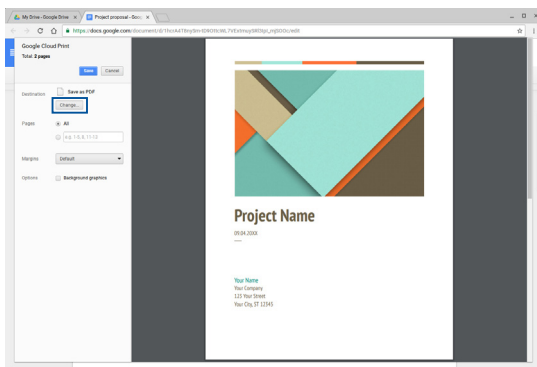 My Drive - Google Drive
Project proposal - Goog
https://docs.google.com
Google Cloud Print
Total: 2 pages
Save
Cancel
Destination
Save as PDF
Change...
Pages
All
e.g. 1-5, 8, 11-13
Margins
Default
Options
Background graphics
Project Name
09.04.20XX
Your Name
Your Company
123 Your Street
Your City, ST 12345